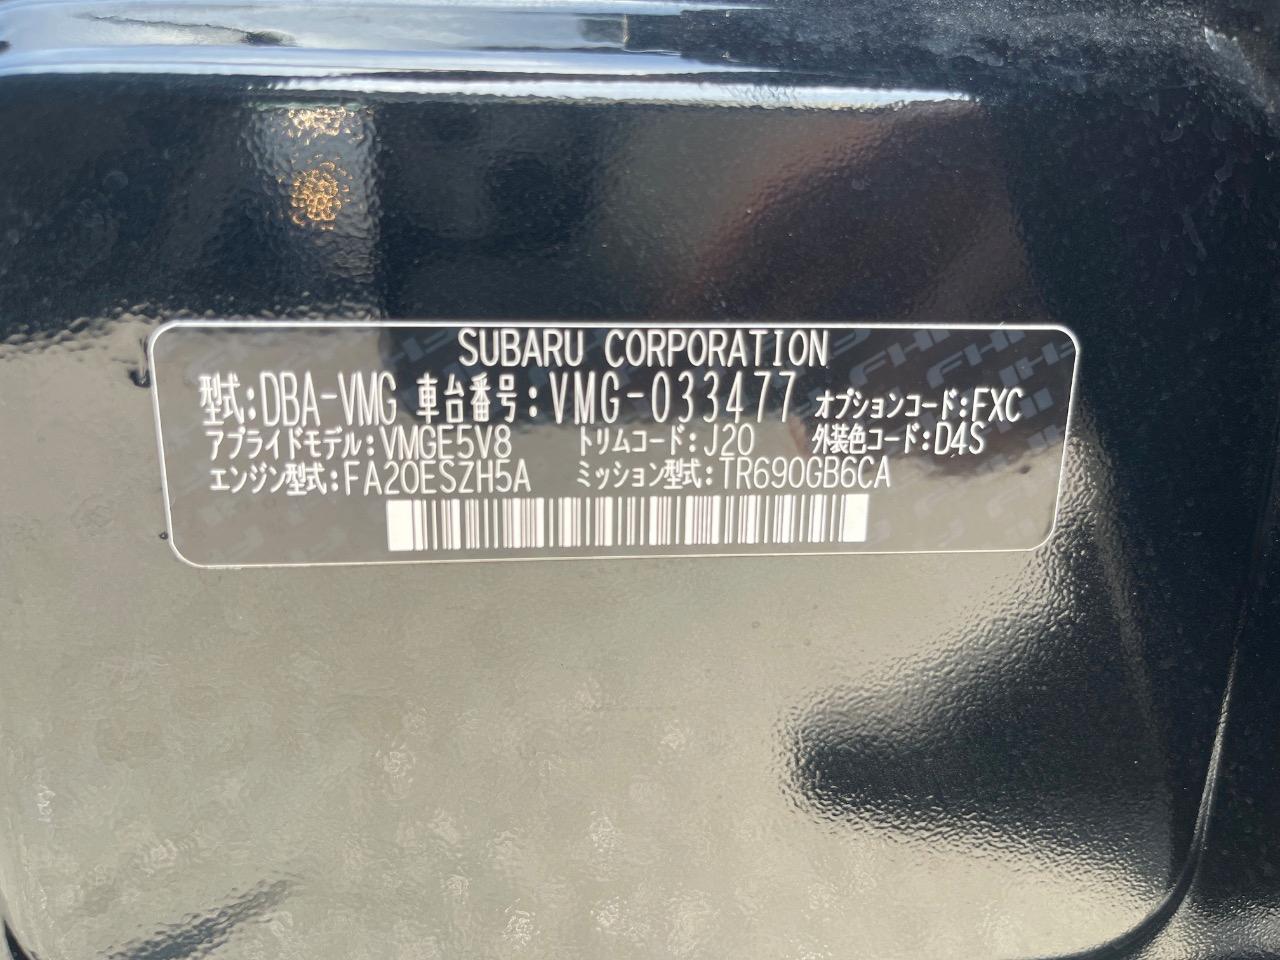 SUBARU CORPORATION
型式:DBA-VMG 車台番号:VMG-033477 オプションコード:FXC
アプライドモデル:VMGE5V8 トリムコード:J20 外装色コード:D4S
エンジン型式:FA20ESZH5A ミッション型式:TR690GB6CA